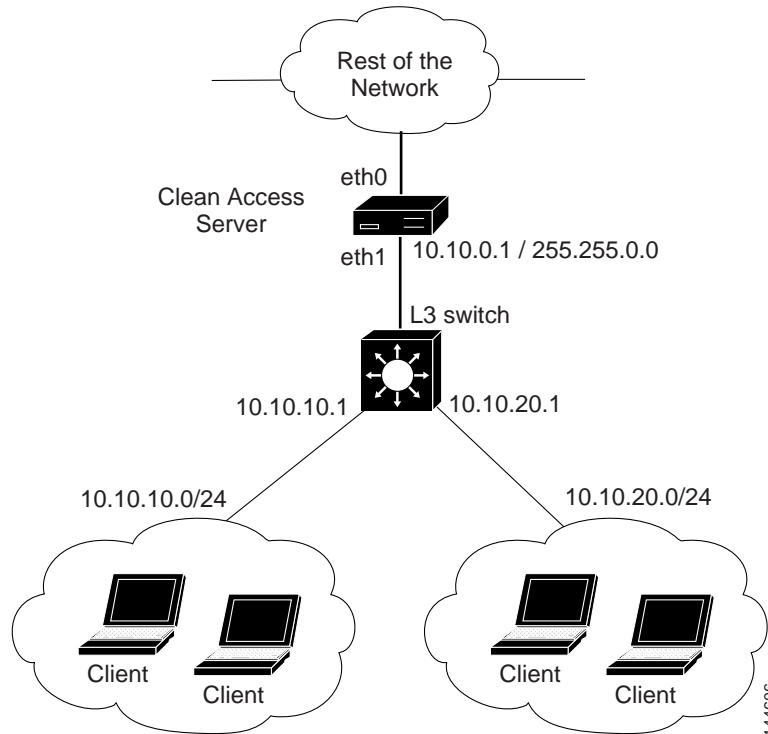 Rest of the
Network
eth0
Clean Access
Server
eth1
10.10.0.1 / 255.255.0.0
L3 switch
10.10.10.1
10.10.20.1
10.10.10.0/24
10.10.20.0/24
Client
Client
Client
Client